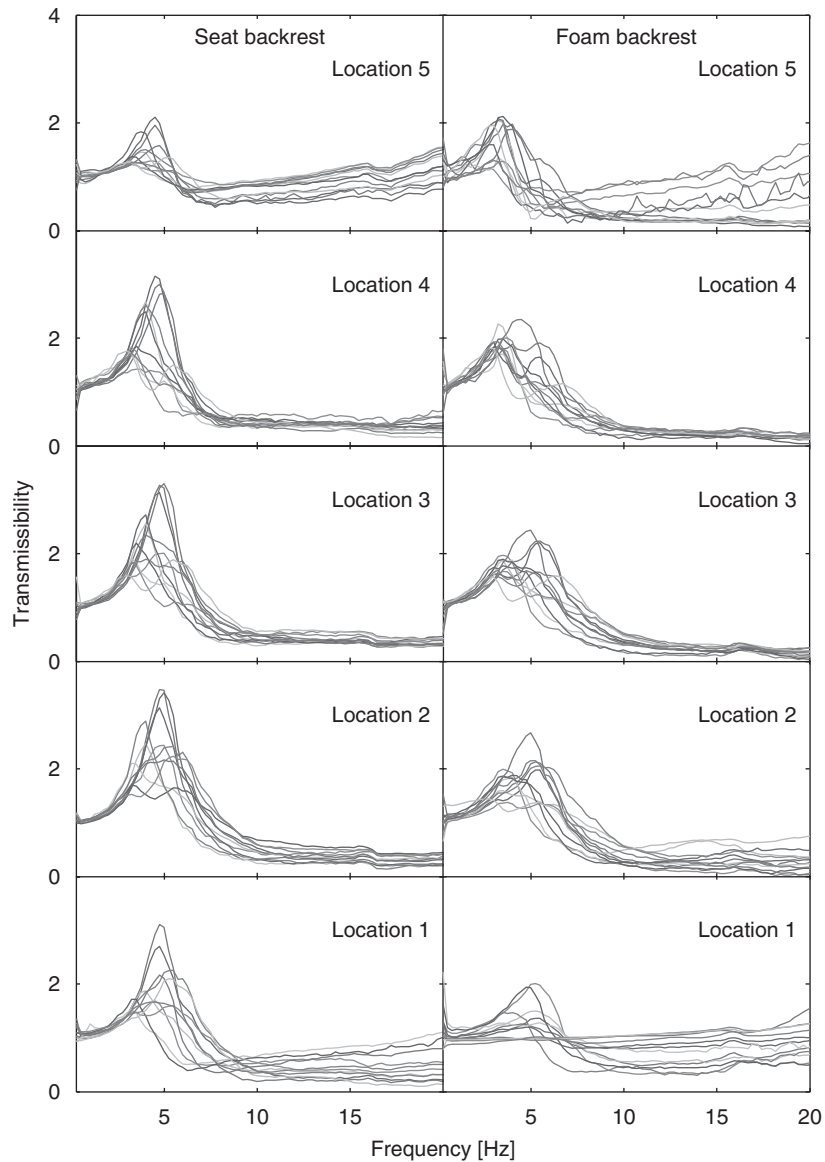 Seat backrest
Foam backrest
4
Location 5
Location 5
2
0
Location 4
Location 4
2
0
Location 3
Location 3
2
0
Location 2
Location 2
2
0
Location 1
Location 1
2
0
5 10 15 5 10 15 20
Transmissibility
Frequency [Hz]